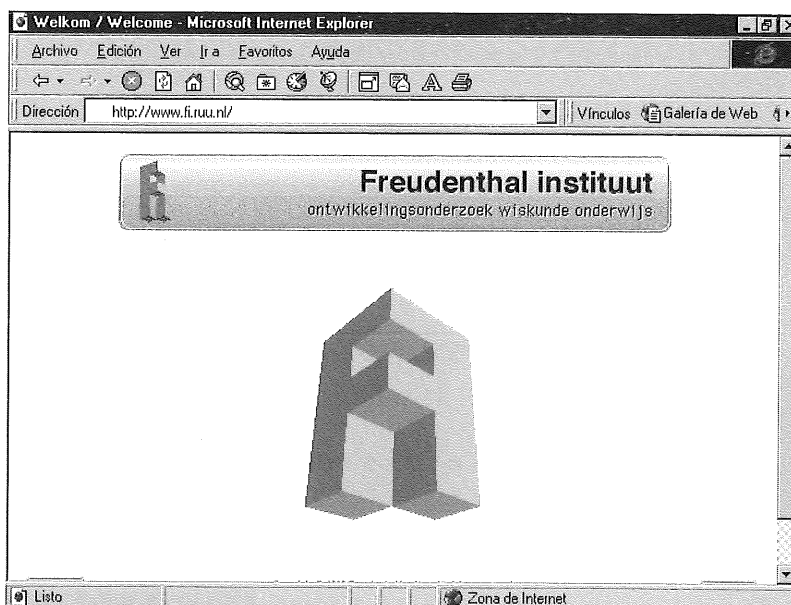 Welkom / Welcome - Microsoft Internet Explorer
Archivo Edición Ver Ir a Favoritos Ayuda
Dirección http://www.fi.ruu.nl/ Vínculos Galería de Web
Freudenthal instituut
ontwikkelingsonderzoek wiskunde onderwijs
Listo Zona de Internet